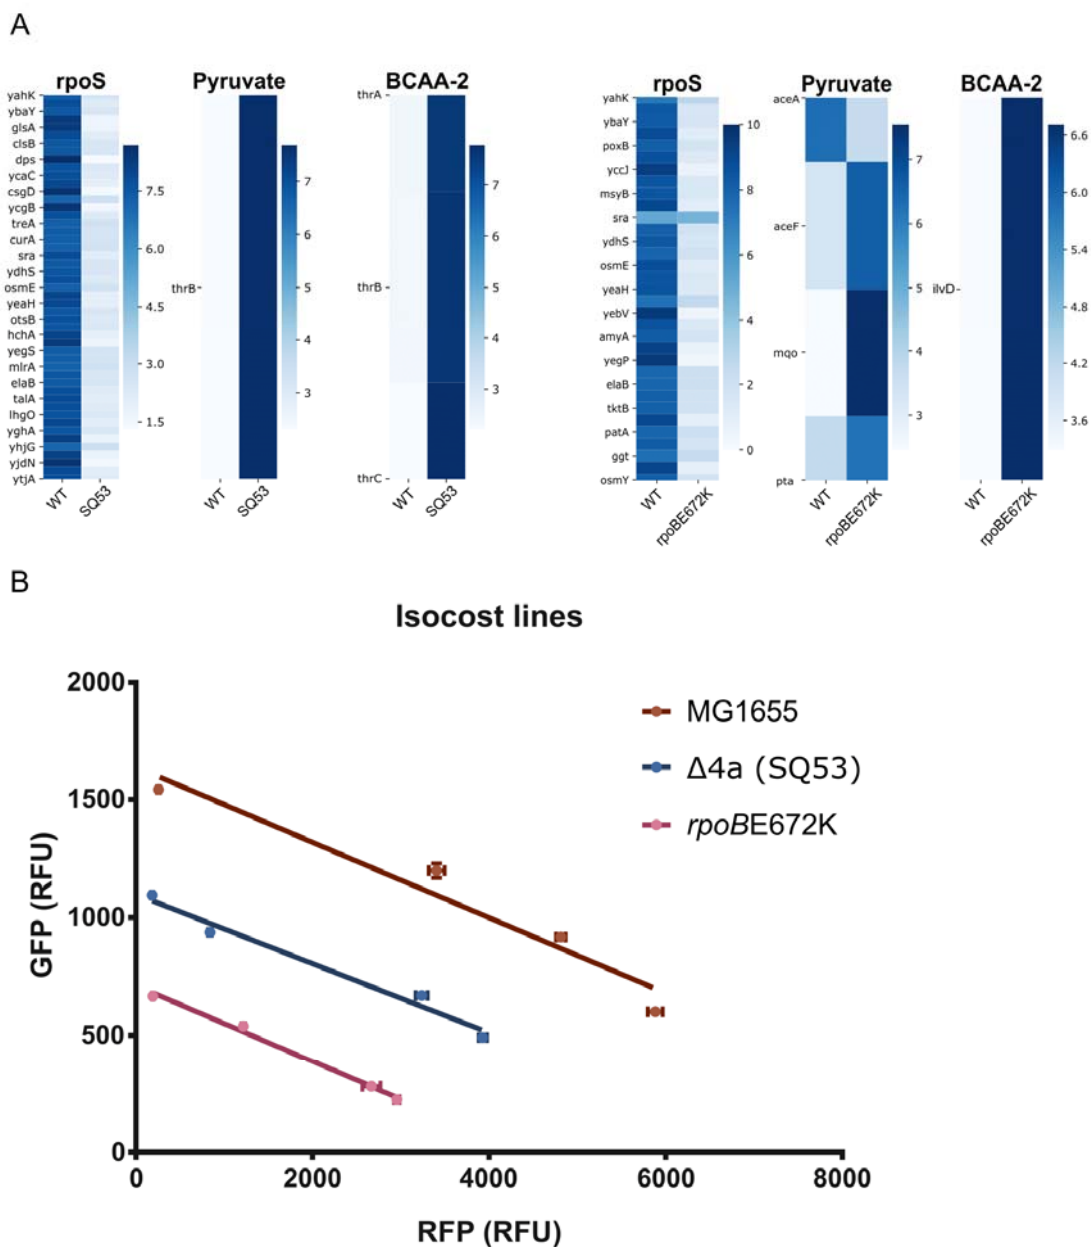 A
rpoS
Pyruvate
BCAA-2
rpoS
Pyruvate
BCAA-2
yahK
ybaY
glsA
clsB
dps
ycaC
csgD
ycgB
treA
curA
sra
ydhS
osmE
yeaH
otsB
hchA
yegS
mlrA
elaB
talA
lhgO
yghA
yhjG
yjdN
ytjA
WT
SQ53
7.5
6.0
4.5
3.0
1.5
thrB
WT
SQ53
7
6
5
4
3
thrA
thrB
thrC
WT
SQ53
7
6
5
4
3
yahK
ybaY
poxB
yccJ
msyB
sra
ydhS
osmE
yeaH
yebV
amyA
yegP
elaB
tktB
patA
ggt
osmY
WT
rpoBE672K
10
8
6
4
2
0
aceA
aceF
mqo
pta
WT
rpoBE672K
7
6
5
4
3
ilvD
WT
rpoBE672K
6.6
6.0
5.4
4.8
4.2
3.6
B
Isocost lines
GFP (RFU)
2000
1500
1000
500
0
0
2000
4000
6000
8000
RFP (RFU)
MG1655
Δ4a (SQ53)
rpoBE672K